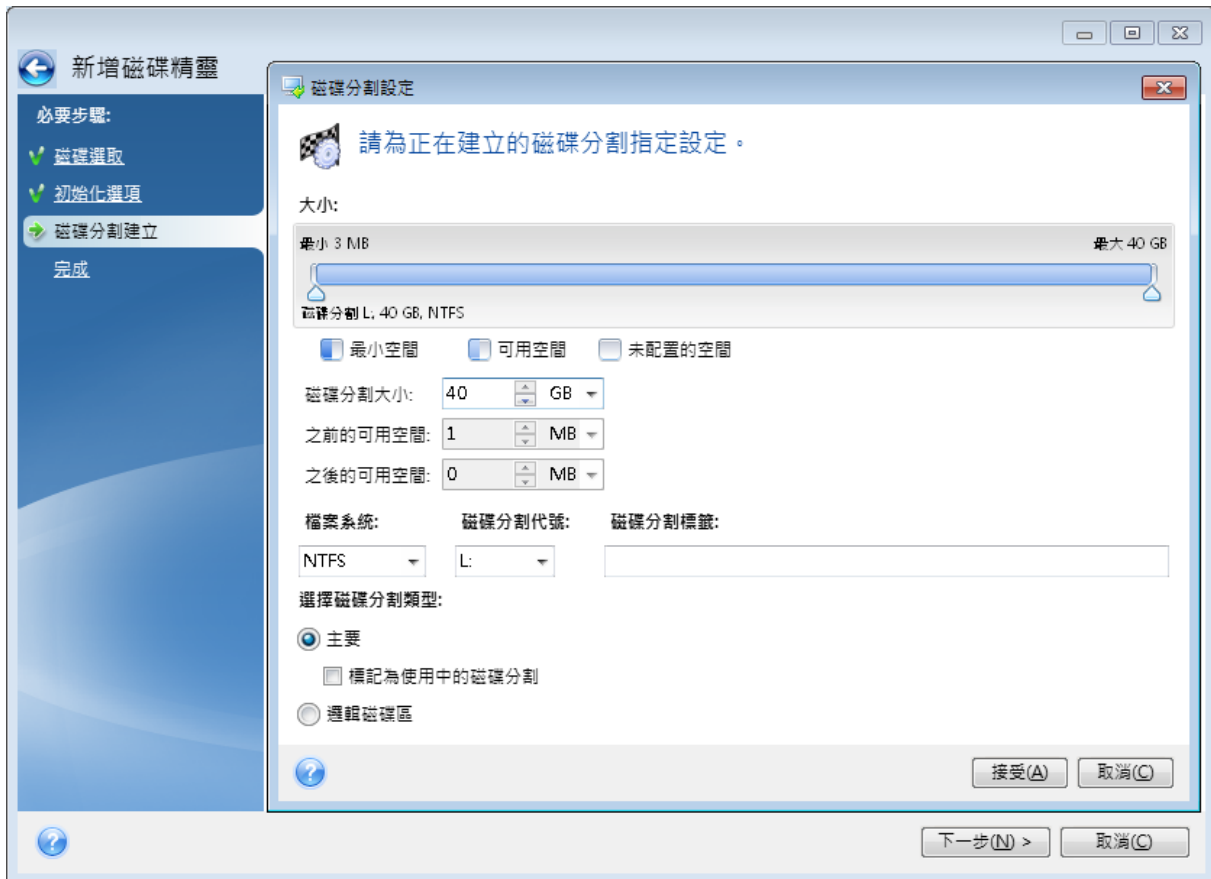 新增磁碟精靈
必要步驟:
磁碟選取
初始化選項
磁碟分割建立
完成
磁碟分割設定
請為正在建立的磁碟分割指定設定。
大小:
最小 3 MB 最大 40 GB
磁碟分割 L:, 40 GB, NTFS
最小空間 可用空間 未配置的空間
磁碟分割大小: 40 GB
之前的可用空間: 1 MB
之後的可用空間: 0 MB
檔案系統: 磁碟分割代號: 磁碟分割標籤:
NTFS L:
選擇磁碟分割類型:
主要
標記為使用中的磁碟分割
邏輯磁碟區
接受(A) 取消(C)
下一步(N) > 取消(C)